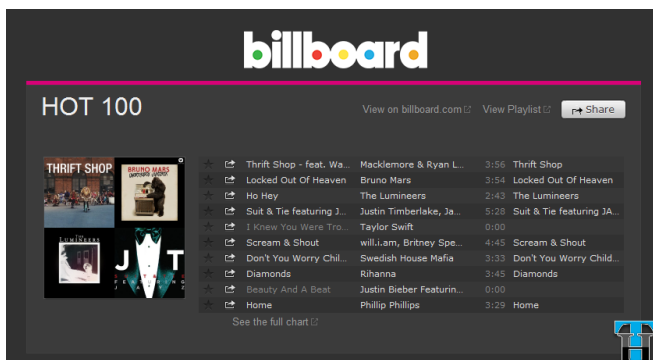 billboard
HOT 100
View on billboard.com
View Playlist
Share
THRIFT SHOP
BRUNO MARS
THE LUMINEERS
JT
Thrift Shop - feat. Wa... Macklemore & Ryan L... 3:56 Thrift Shop
Locked Out Of Heaven Bruno Mars 3:54 Locked Out Of Heaven
Ho Hey The Lumineers 2:43 Ho Hey
Suit & Tie featuring J... Justin Timberlake, Ja... 5:28 Suit & Tie featuring JA...
I Knew You Were Tro... Taylor Swift 0:00
Scream & Shout will.i.am, Britney Spe... 4:45 Scream & Shout
Don't You Worry Chil... Swedish House Mafia 3:33 Don't You Worry Child...
Diamonds Rihanna 3:45 Diamonds
Beauty And A Beat Justin Bieber Featurin... 0:00
Home Phillip Phillips 3:29 Home
See the full chart